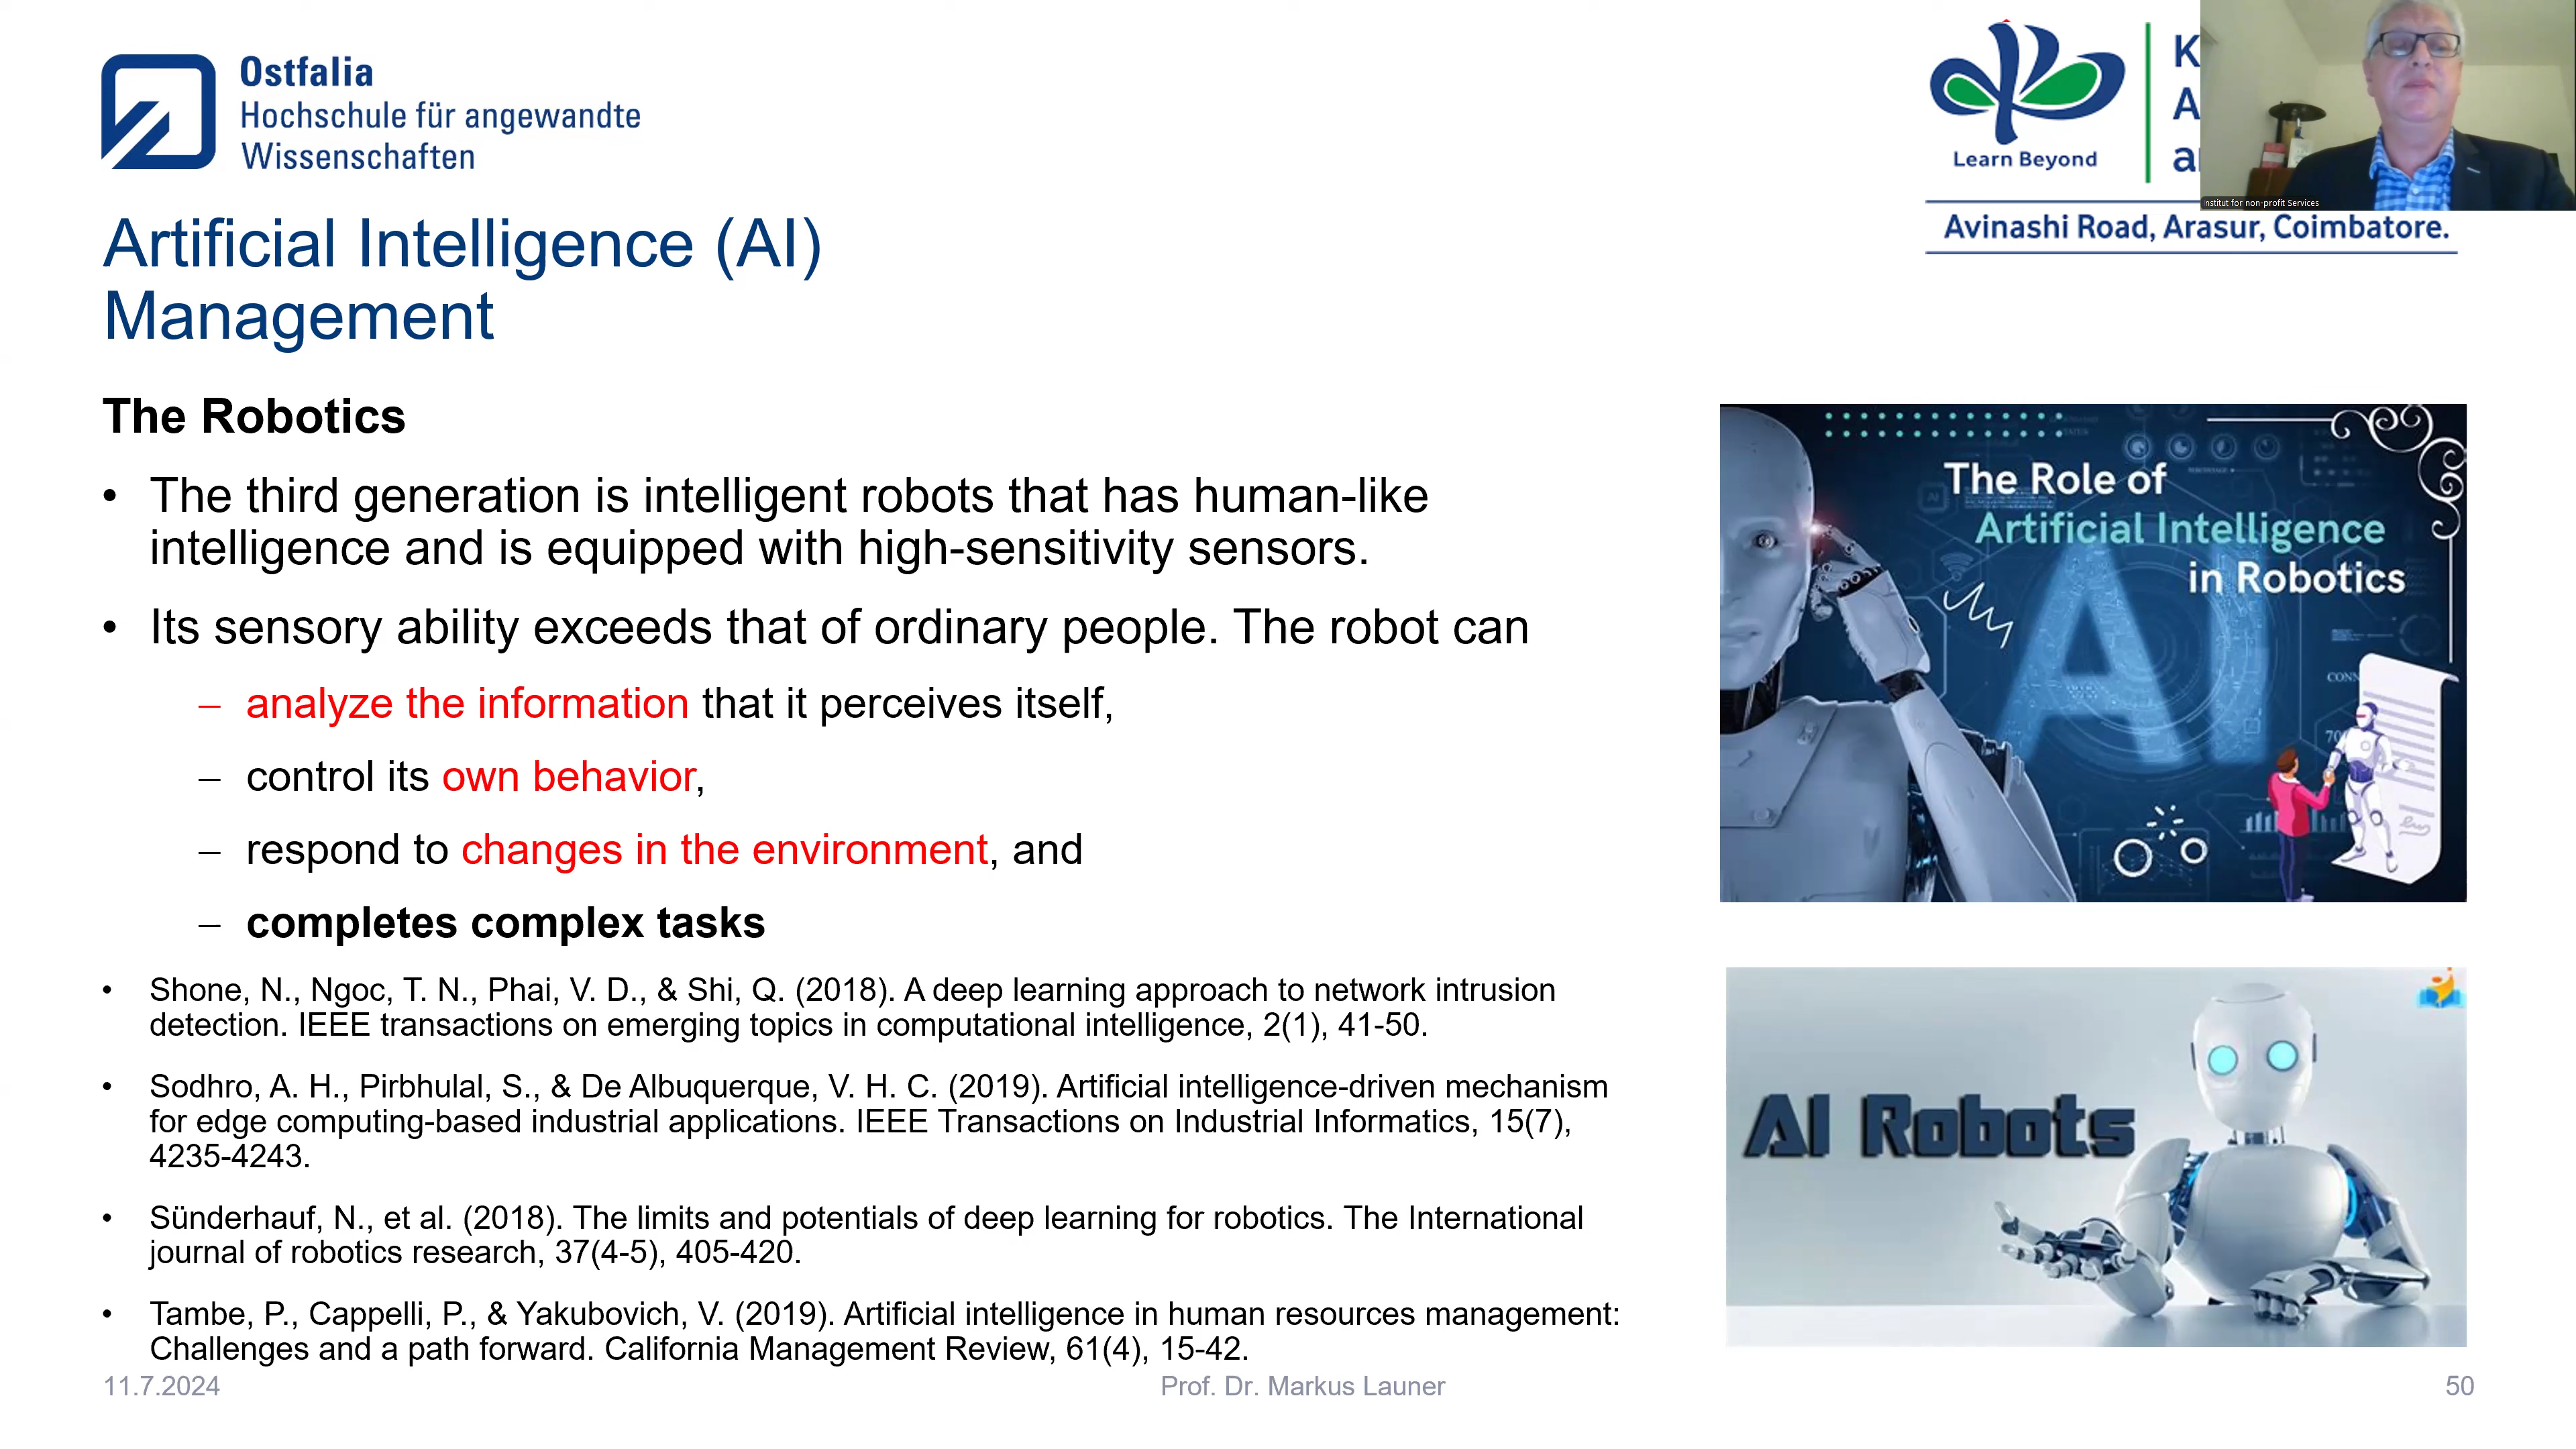 Ostfalia
Hochschule für angewandte
Wissenschaften
Learn Beyond
K
A
a
Institut for non-profit Services
Avinashi Road, Arasur, Coimbatore.
Artificial Intelligence (AI)
Management
The Robotics
• The third generation is intelligent robots that has human-like
intelligence and is equipped with high-sensitivity sensors.
• Its sensory ability exceeds that of ordinary people. The robot can
– analyze the information that it perceives itself,
– control its own behavior,
– respond to changes in the environment, and
– completes complex tasks
• Shone, N., Ngoc, T. N., Phai, V. D., & Shi, Q. (2018). A deep learning approach to network intrusion
detection. IEEE transactions on emerging topics in computational intelligence, 2(1), 41-50.
• Sodhro, A. H., Pirbhulal, S., & De Albuquerque, V. H. C. (2019). Artificial intelligence-driven mechanism
for edge computing-based industrial applications. IEEE Transactions on Industrial Informatics, 15(7),
4235-4243.
• Sünderhauf, N., et al. (2018). The limits and potentials of deep learning for robotics. The International
journal of robotics research, 37(4-5), 405-420.
• Tambe, P., Cappelli, P., & Yakubovich, V. (2019). Artificial intelligence in human resources management:
Challenges and a path forward. California Management Review, 61(4), 15-42.
The Role of
Artificial Intelligence
in Robotics
AI
CONN
70
AI Robots
11.7.2024
Prof. Dr. Markus Launer
50